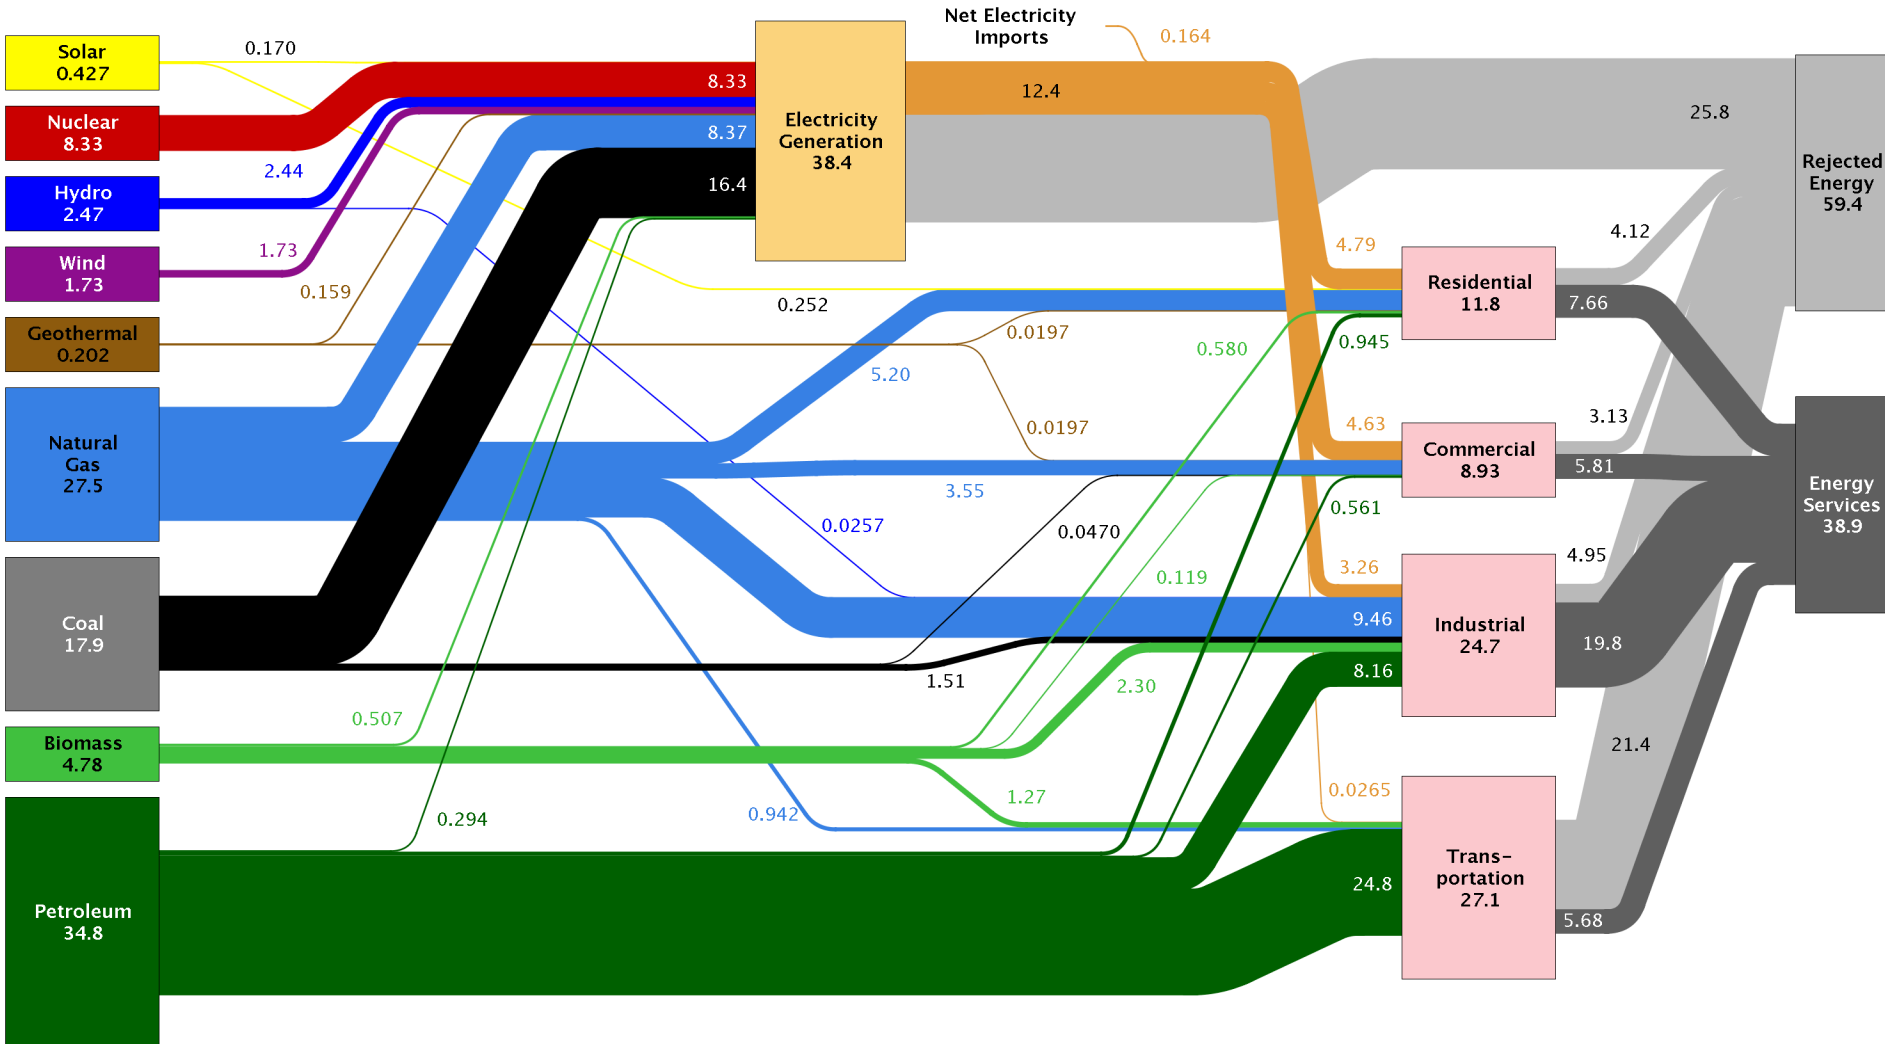 Solar
0.427
Nuclear
8.33
Hydro
2.47
Wind
1.73
Geothermal
0.202
Natural
Gas
27.5
Coal
17.9
Biomass
4.78
Petroleum
34.8
0.170
2.44
1.73
0.159
0.507
0.294
8.33
8.37
16.4
Electricity
Generation
38.4
Net Electricity
Imports
0.164
12.4
0.252
5.20
0.0197
0.0197
3.55
0.0257
0.0470
0.119
1.51
2.30
0.942
1.27
0.580
0.945
4.79
4.63
0.561
3.26
9.46
8.16
0.0265
24.8
Residential
11.8
Commercial
8.93
Industrial
24.7
Trans-
portation
27.1
25.8
4.12
7.66
3.13
5.81
4.95
19.8
21.4
5.68
Rejected
Energy
59.4
Energy
Services
38.9